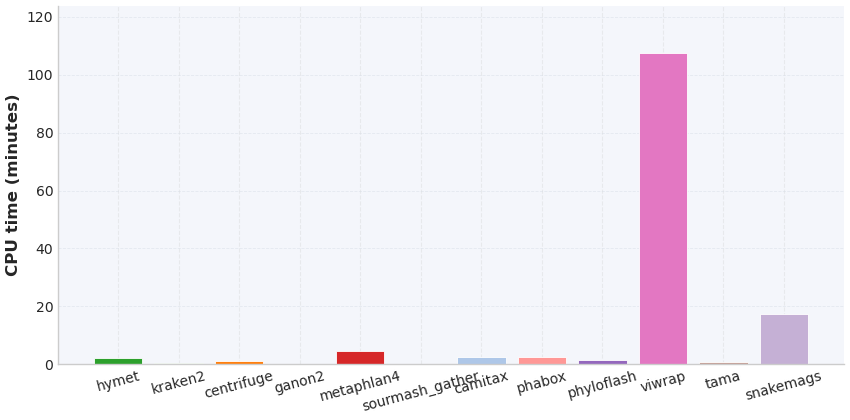 CPU time (minutes)
120
100
80
60
40
20
0
hymet
kraken2
centrifuge
ganon2
metaphlan4
sourmash_gather
camitax
phabox
phyloflash
viwrap
tama
snakemags